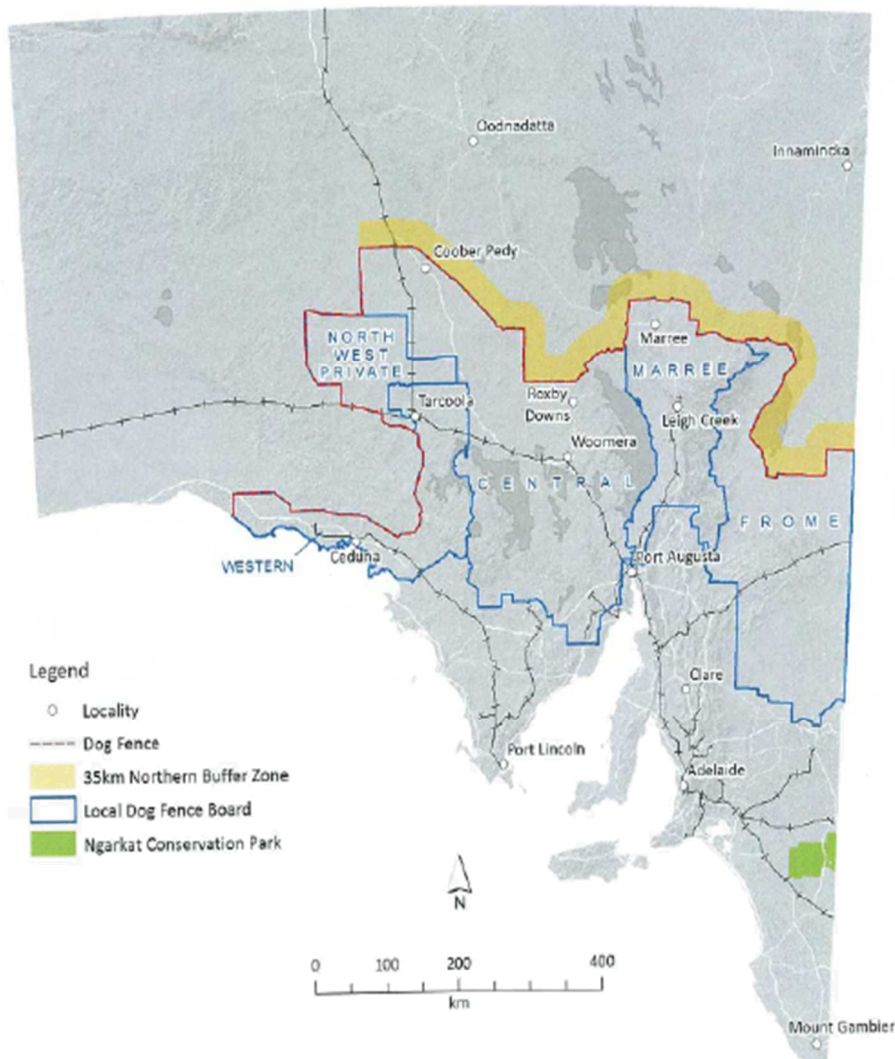 Oodnadatta
Innamincka
Coober Pedy
NORTH
WEST
PRIVATE
Marree
MARREE
Roxby
Downs
Tarcoola
Leigh Creek
Woomera
CENTRAL
FROME
WESTERN
Ceduna
Port Augusta
Clare
Port Lincoln
Adelaide
Mount Gambier
Legend
Locality
Dog Fence
35km Northern Buffer Zone
Local Dog Fence Board
Ngarkat Conservation Park
N
0 100 200 400
km